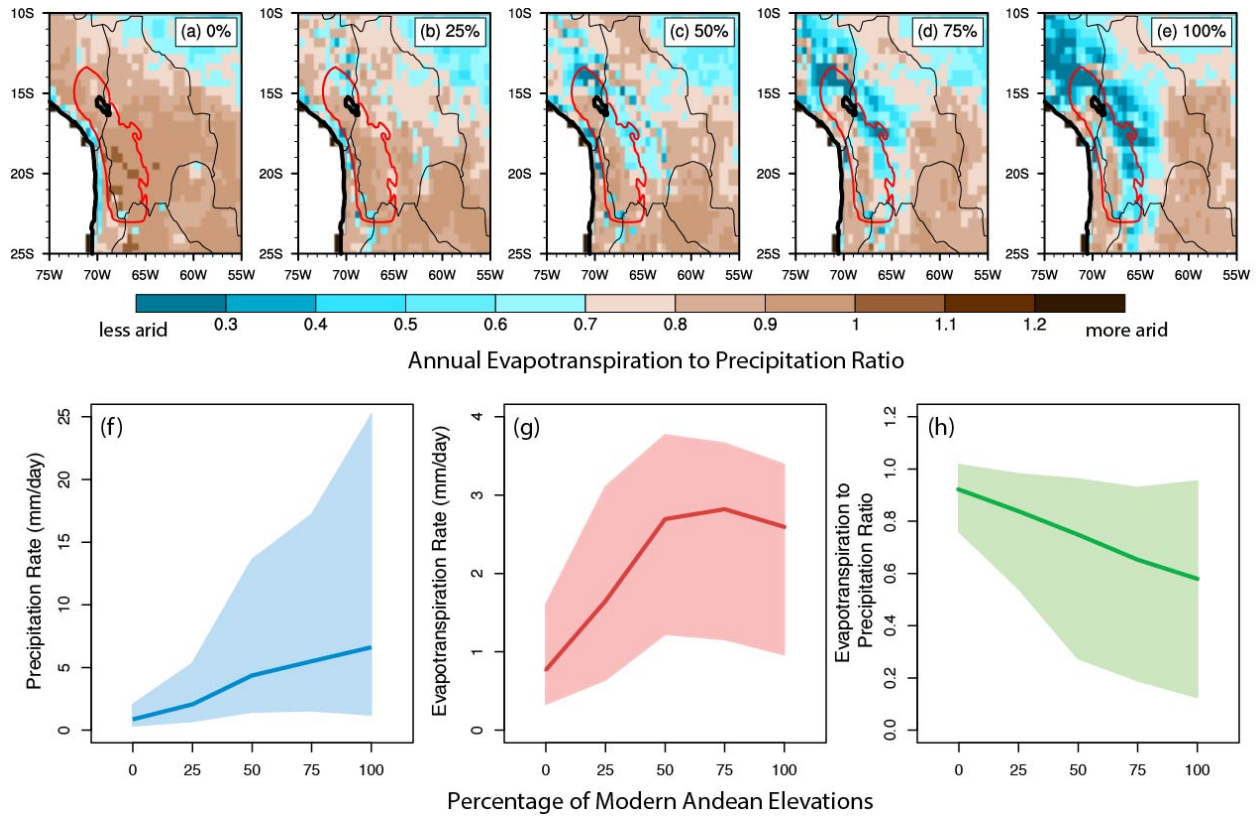 10S
15S
20S
25S
75W 70W 65W 60W 55W
(a) 0%
10S
15S
20S
25S
75W 70W 65W 60W 55W
(b) 25%
10S
15S
20S
25S
75W 70W 65W 60W 55W
(c) 50%
10S
15S
20S
25S
75W 70W 65W 60W 55W
(d) 75%
10S
15S
20S
25S
75W 70W 65W 60W 55W
(e) 100%
less arid 0.3 0.4 0.5 0.6 0.7 0.8 0.9 1 1.1 1.2 more arid
Annual Evapotranspiration to Precipitation Ratio
(f)
Precipitation Rate (mm/day)
25
20
15
10
5
0
0 25 50 75 100
(g)
Evapotranspiration Rate (mm/day)
4
3
2
1
0
0 25 50 75 100
(h)
Evapotranspiration to
Precipitation Ratio
1.2
1.0
0.8
0.6
0.4
0.2
0.0
0 25 50 75 100
Percentage of Modern Andean Elevations